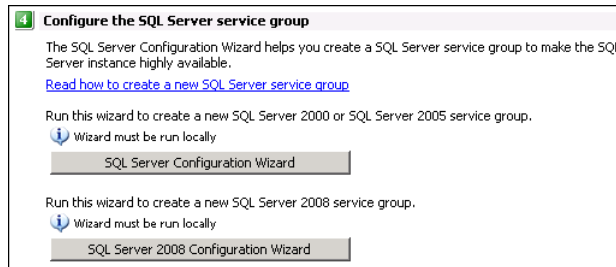 4 Configure the SQL Server service group
The SQL Server Configuration Wizard helps you create a SQL Server service group to make the
Server instance highly available.
Read how to create a new SQL Server service group
Run this wizard to create a new SQL Server 2000 or SQL Server 2005 service group.
Wizard must be run locally
SQL Server Configuration Wizard
Run this wizard to create a new SQL Server 2008 service group.
Wizard must be run locally
SQL Server 2008 Configuration Wizard